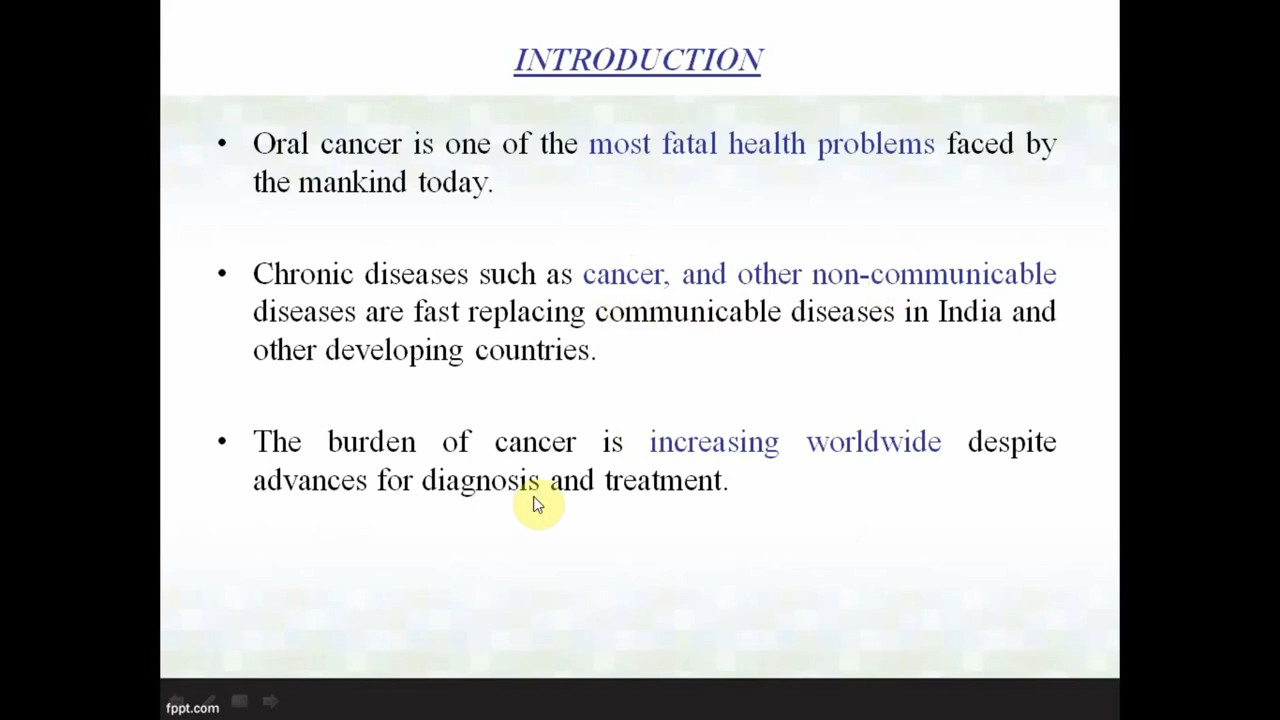 INTRODUCTION
• Oral cancer is one of the most fatal health problems faced by
the mankind today.
• Chronic diseases such as cancer, and other non-communicable
diseases are fast replacing communicable diseases in India and
other developing countries.
• The burden of cancer is increasing worldwide despite
advances for diagnosis and treatment.
fppt.com